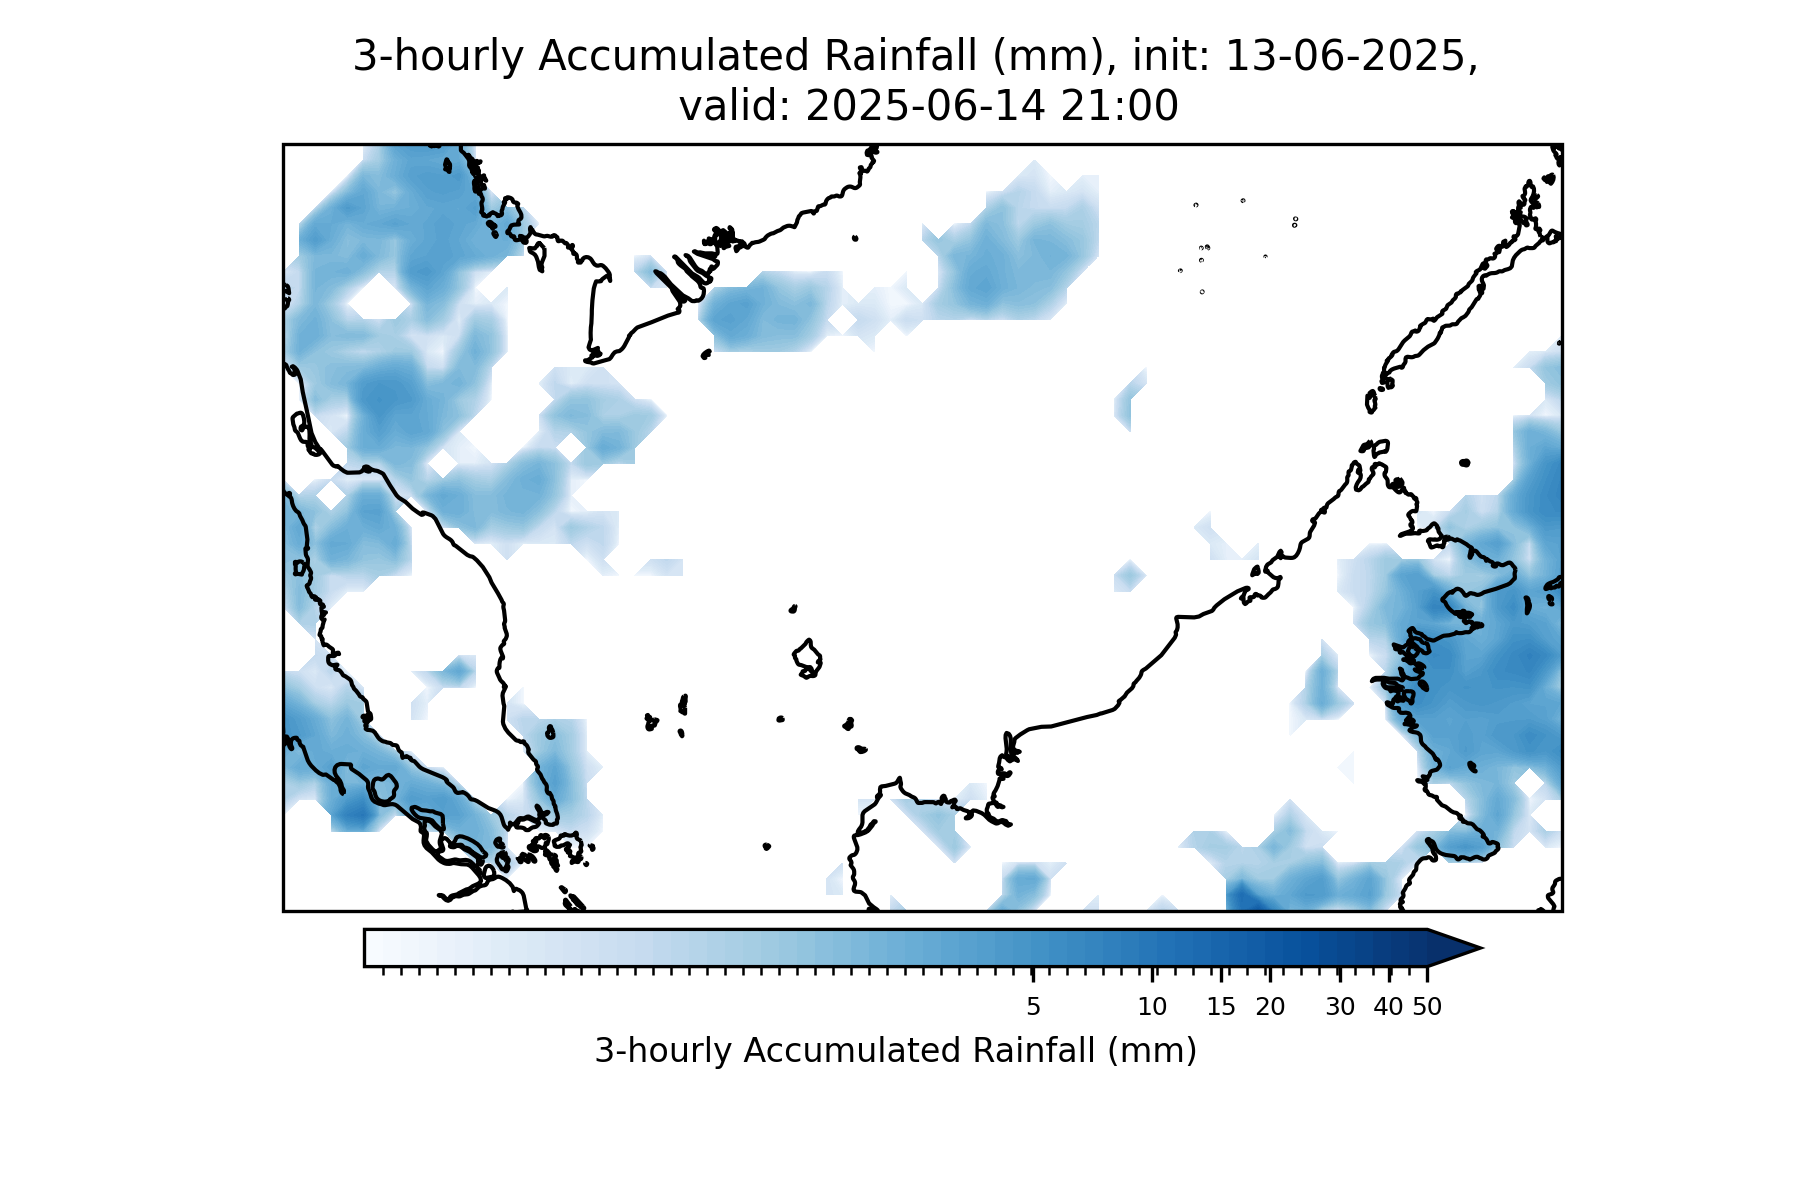 3-hourly Accumulated Rainfall (mm), init: 13-06-2025,
valid: 2025-06-14 21:00
5 10 15 20 30 40 50
3-hourly Accumulated Rainfall (mm)